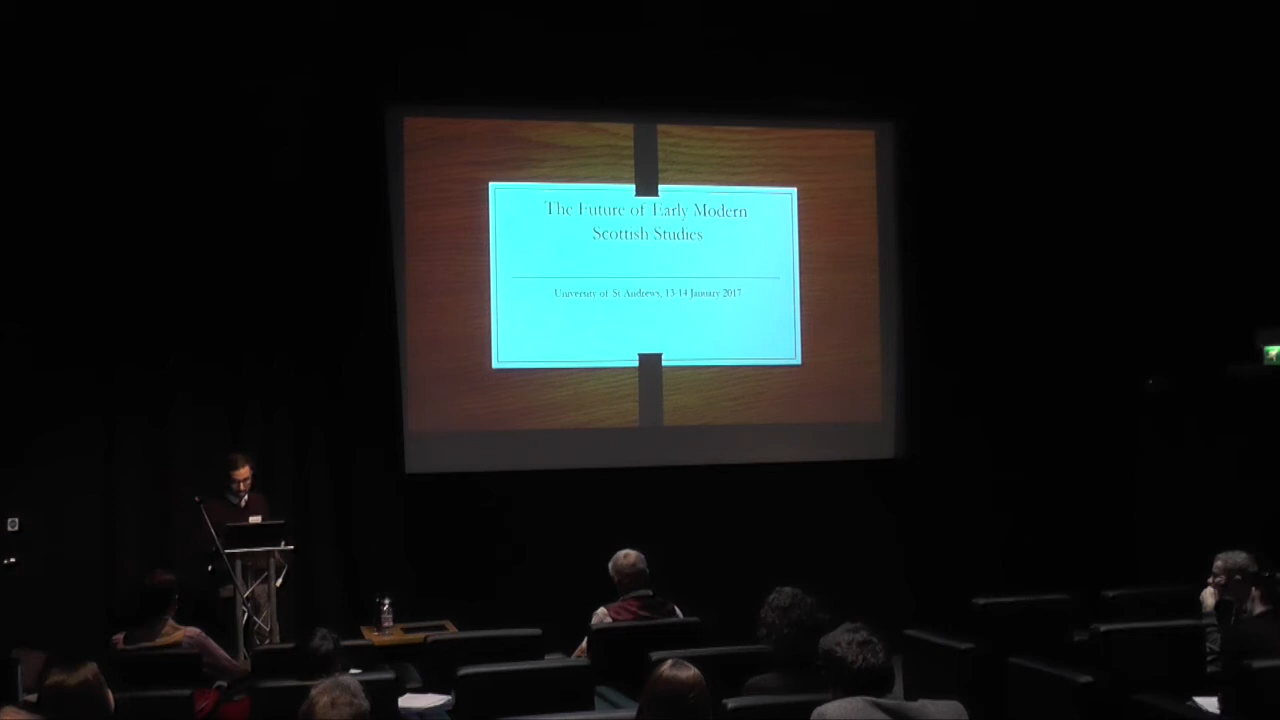 The Future of Early Modern
Scottish Studies
University of St Andrews, 13-14 January 2017